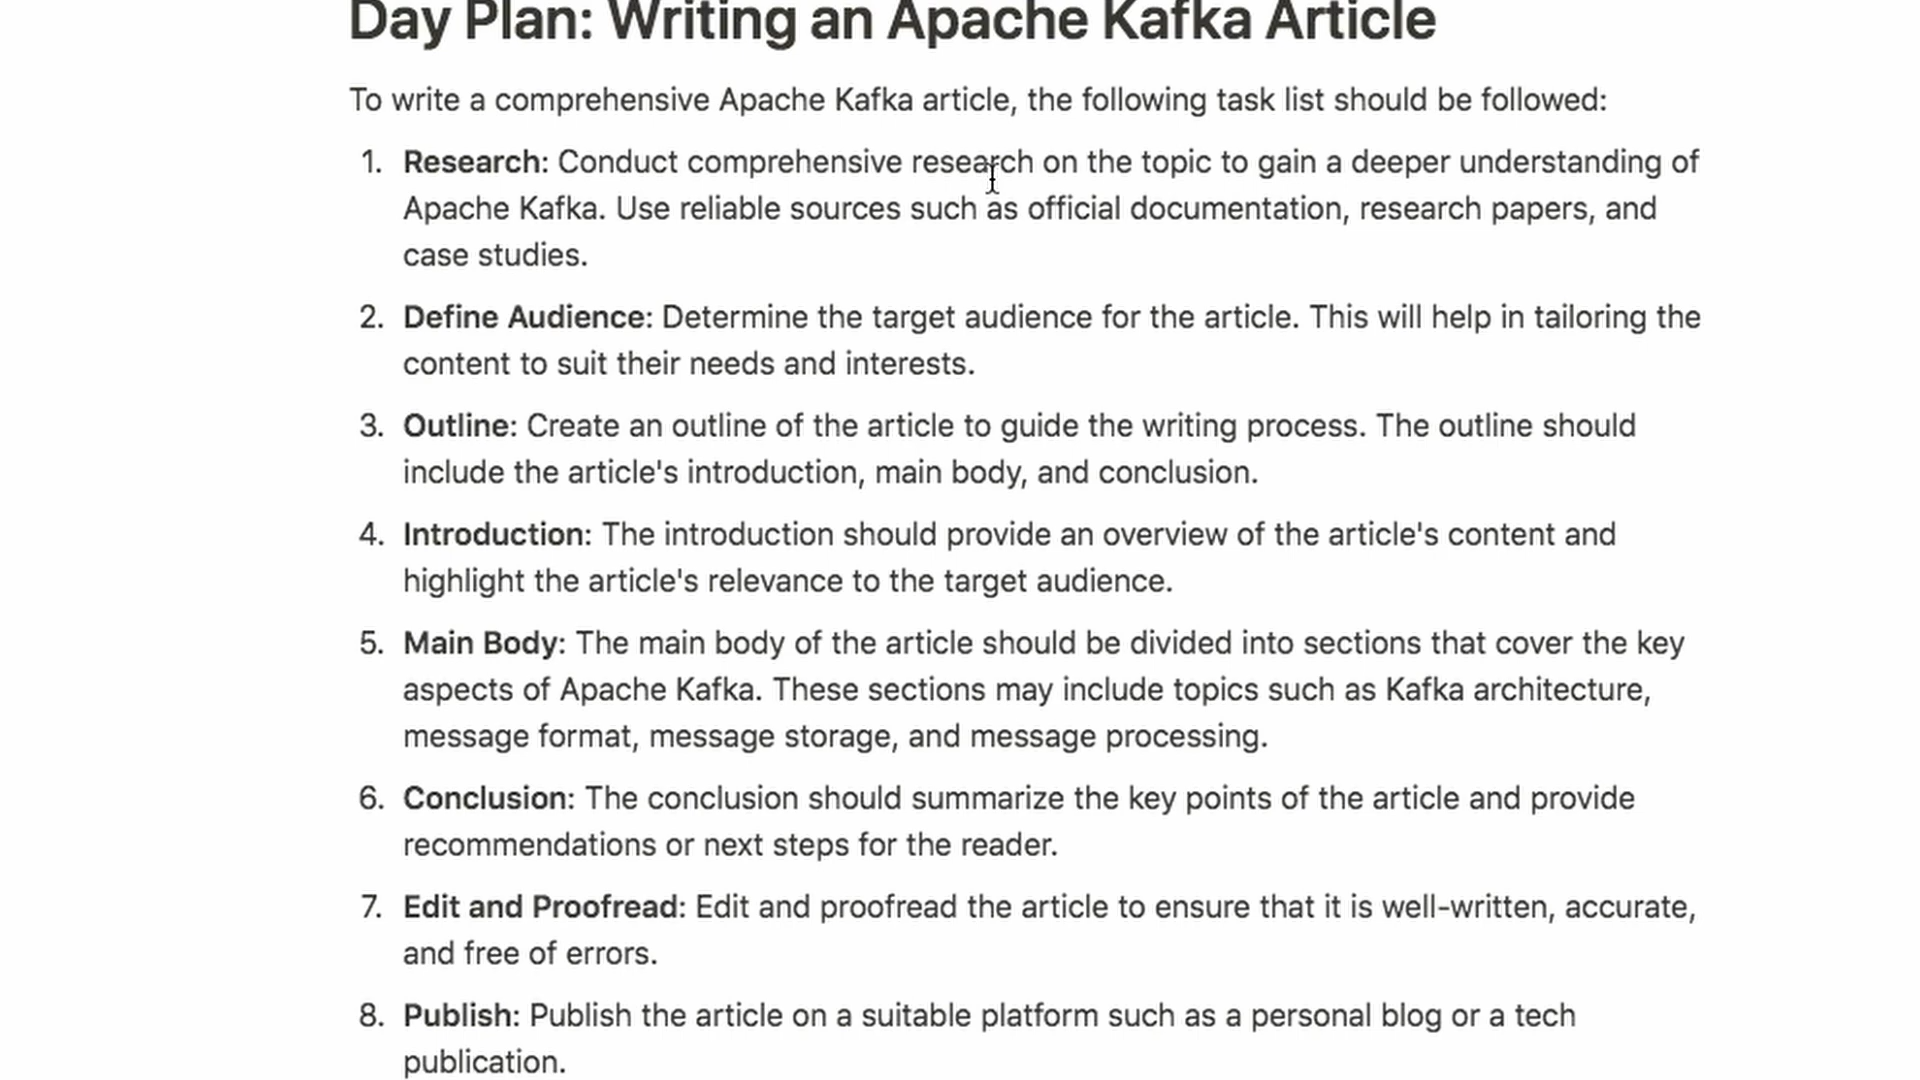 Day Plan: Writing an Apache Kafka Article
To write a comprehensive Apache Kafka article, the following task list should be followed:
1. Research: Conduct comprehensive research on the topic to gain a deeper understanding of
Apache Kafka. Use reliable sources such as official documentation, research papers, and
case studies.
2. Define Audience: Determine the target audience for the article. This will help in tailoring the
content to suit their needs and interests.
3. Outline: Create an outline of the article to guide the writing process. The outline should
include the article's introduction, main body, and conclusion.
4. Introduction: The introduction should provide an overview of the article's content and
highlight the article's relevance to the target audience.
5. Main Body: The main body of the article should be divided into sections that cover the key
aspects of Apache Kafka. These sections may include topics such as Kafka architecture,
message format, message storage, and message processing.
6. Conclusion: The conclusion should summarize the key points of the article and provide
recommendations or next steps for the reader.
7. Edit and Proofread: Edit and proofread the article to ensure that it is well-written, accurate,
and free of errors.
8. Publish: Publish the article on a suitable platform such as a personal blog or a tech
publication.